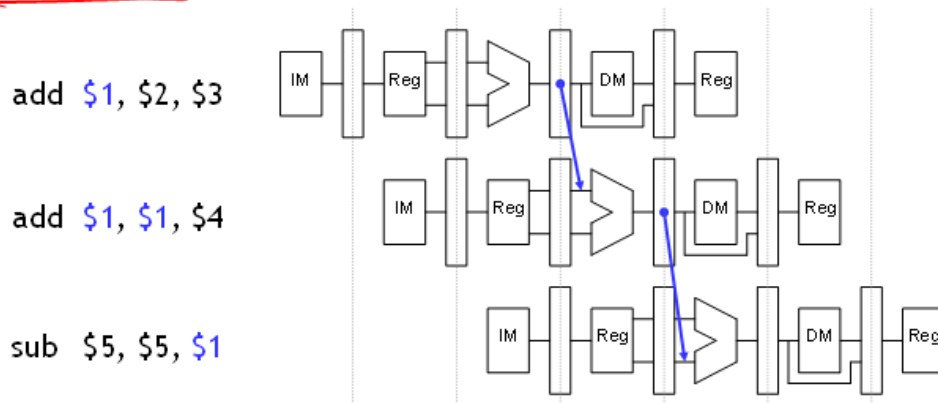 add $1, $2, $3
IM Reg DM Reg
add $1, $1, $4
IM Reg DM Reg
sub $5, $5, $1
IM Reg DM Reg